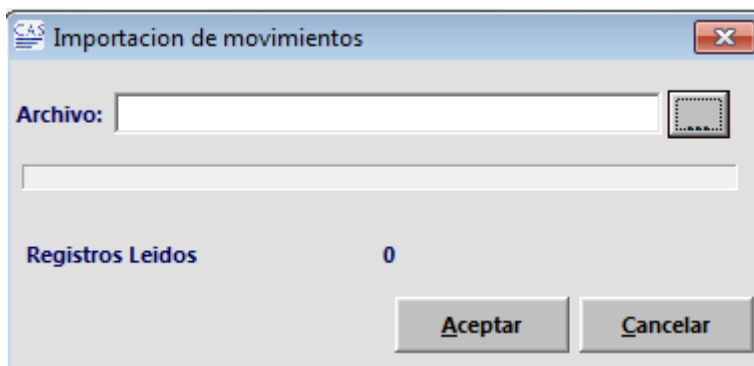 CAS
Importacion de movimientos
Archivo:
...
Registros Leidos 0
Aceptar Cancelar